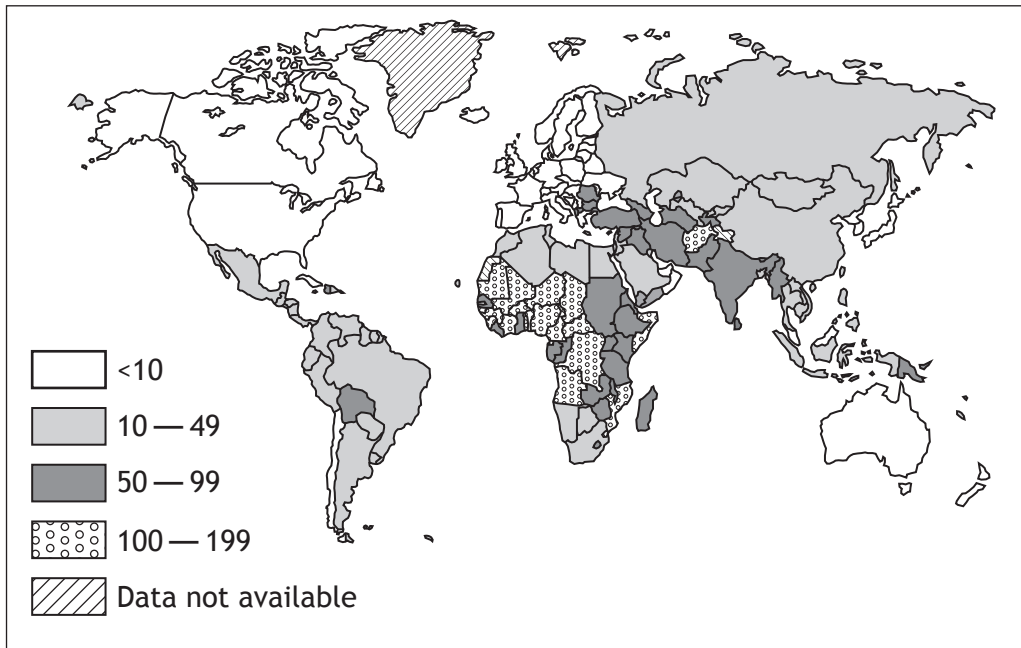 <10
10 — 49
50 — 99
100 — 199
Data not available